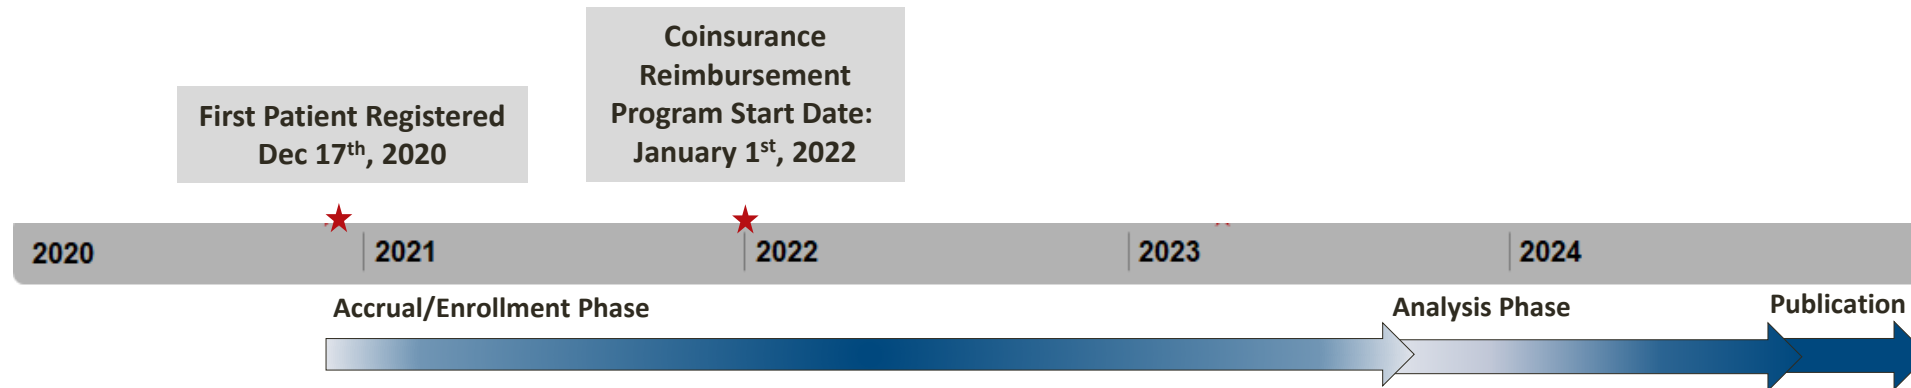 Coinsurance
Reimbursement
Program Start Date:
January 1st, 2022
First Patient Registered
Dec 17th, 2020
2020
2021
2022
2023
2024
Accrual/Enrollment Phase
Analysis Phase
Publication